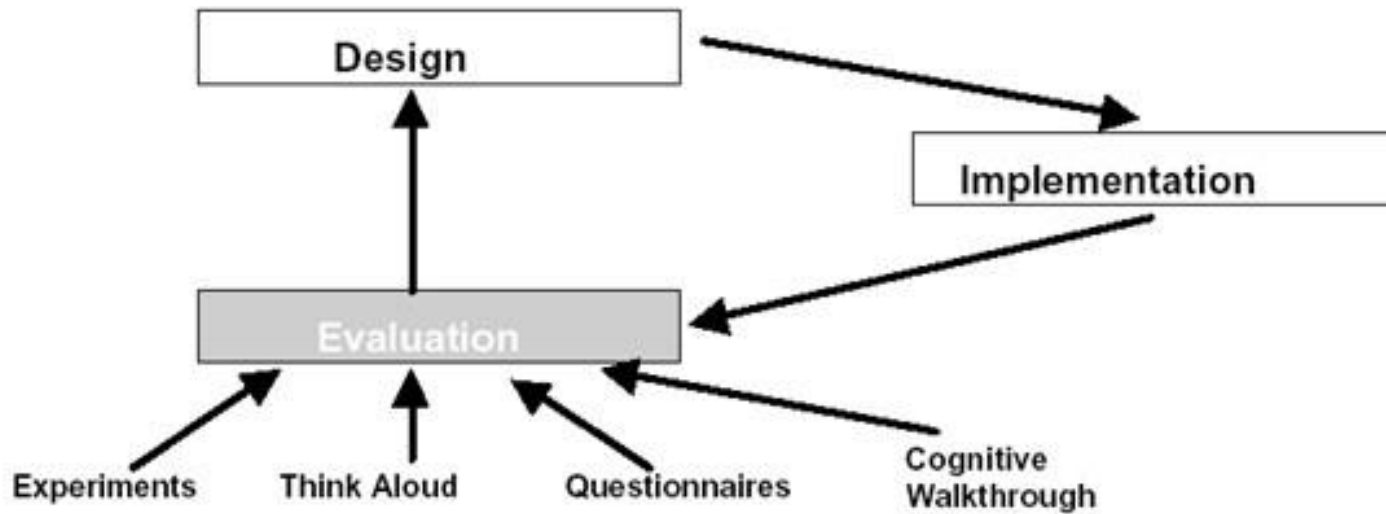 Design
Implementation
Evaluation
Experiments
Think Aloud
Questionnaires
Cognitive
Walkthrough